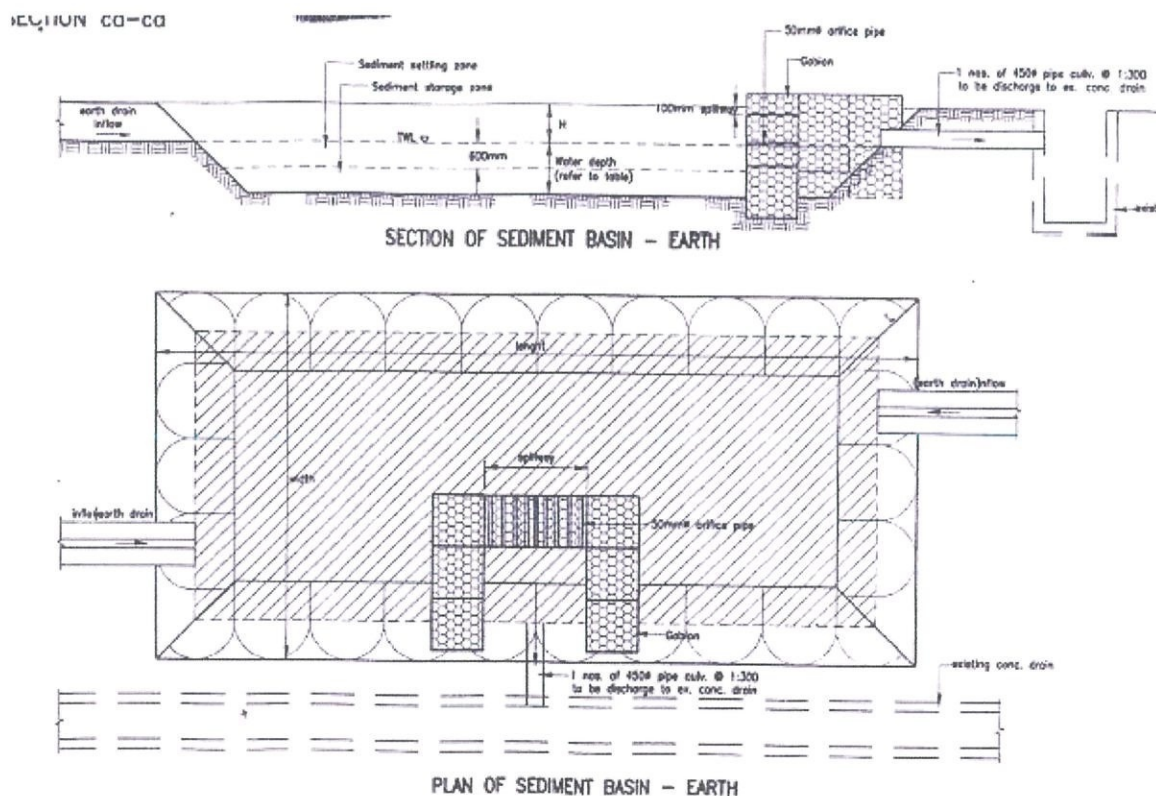 SECTION ca-ca
50mmø orifice pipe
Gabion
Sediment settling zone
Sediment storage zone
1 nos. of 450ø pipe culv. @ 1:300
to be discharge to ex. conc. drain
earth drain
inflow
100mm spillway
H
TWL
600mm
Water depth
(refer to table)
SECTION OF SEDIMENT BASIN - EARTH
lenght
(earth drain)inflow
width
spillway
50mmø orifice pipe
inflow(earth drain
Gabion
existing conc. drain
1 nos. of 450ø pipe culv. @ 1:300
to be discharge to ex. conc. drain
PLAN OF SEDIMENT BASIN - EARTH